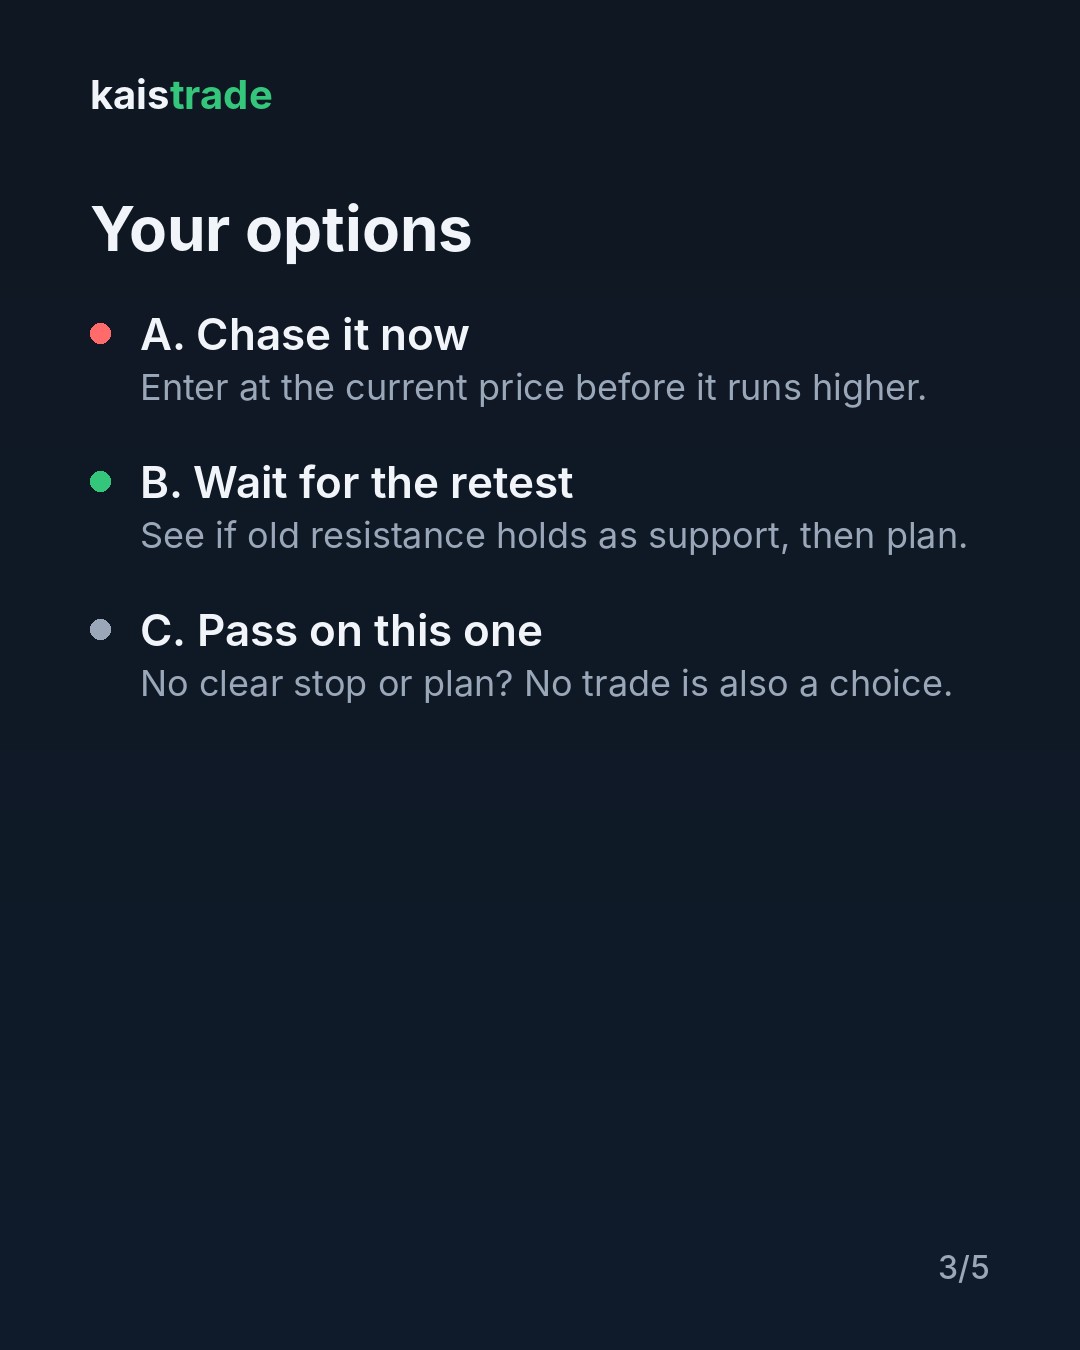 kaistrade
Your options
A. Chase it now
Enter at the current price before it runs higher.
B. Wait for the retest
See if old resistance holds as support, then plan.
C. Pass on this one
No clear stop or plan? No trade is also a choice.
3/5